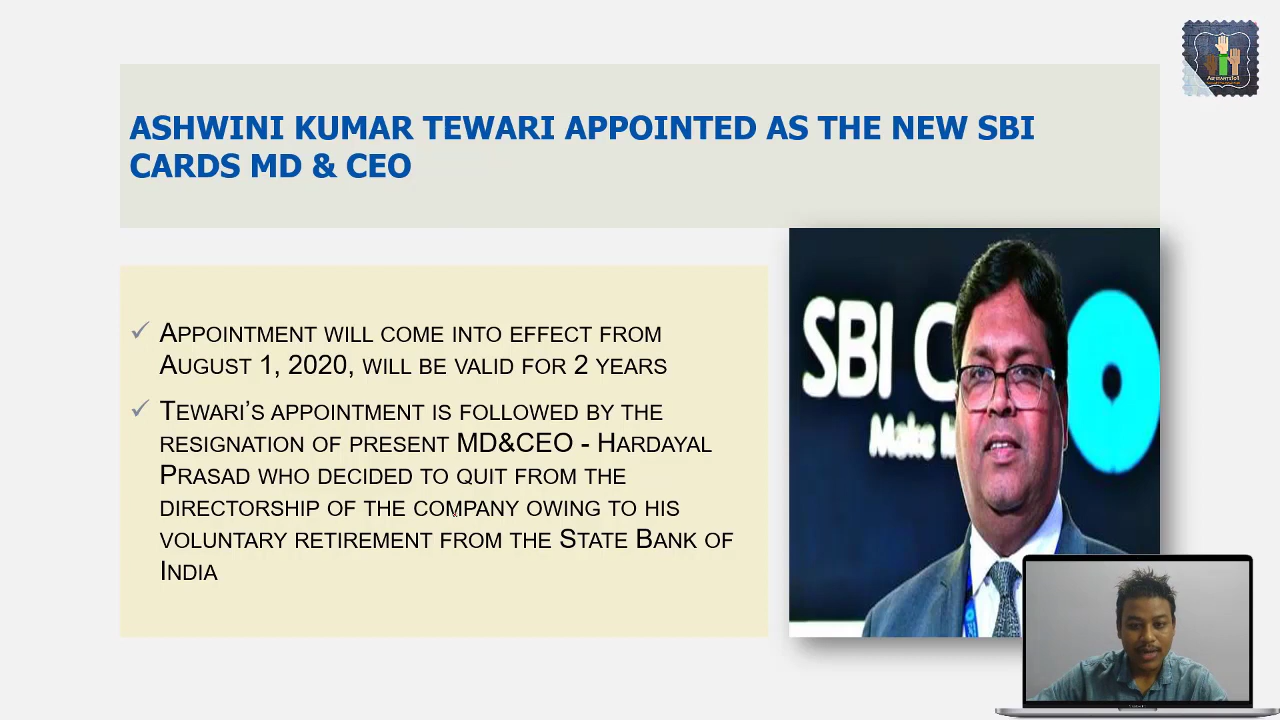 ASHWINI KUMAR TEWARI APPOINTED AS THE NEW SBI
CARDS MD & CEO
APPOINTMENT WILL COME INTO EFFECT FROM
AUGUST 1, 2020, WILL BE VALID FOR 2 YEARS
TEWARI'S APPOINTMENT IS FOLLOWED BY THE
RESIGNATION OF PRESENT MD&CEO - HARDAYAL
PRASAD WHO DECIDED TO QUIT FROM THE
DIRECTORSHIP OF THE COMPANY OWING TO HIS
VOLUNTARY RETIREMENT FROM THE STATE BANK OF
INDIA
SBI C
Make